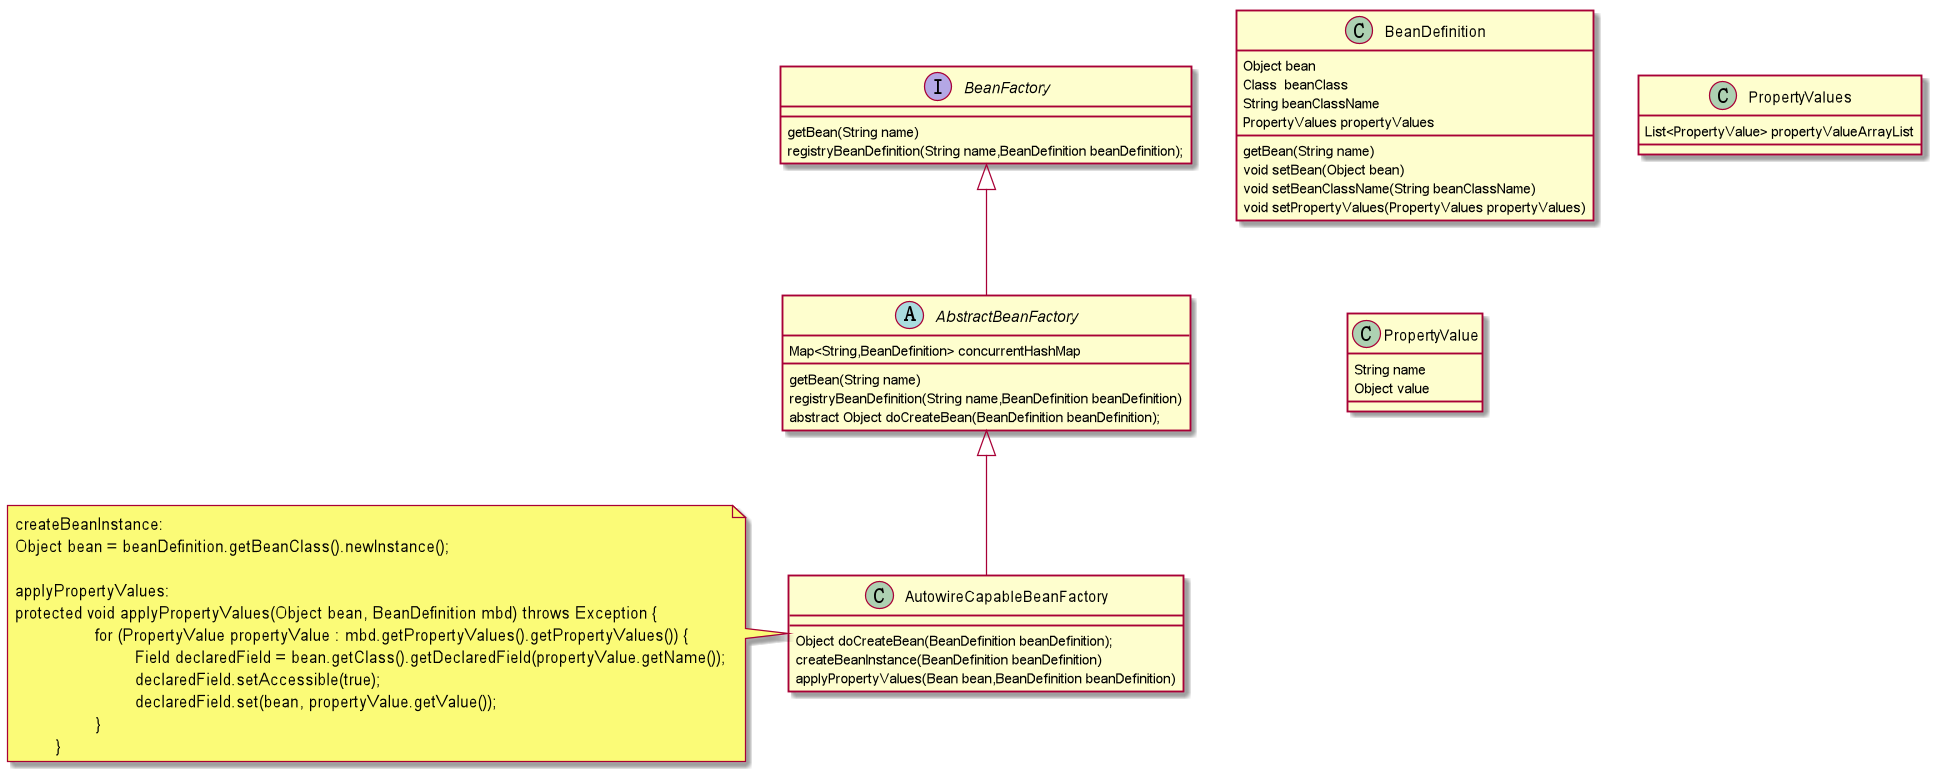 I BeanFactory
getBean(String name)
registryBeanDefinition(String name,BeanDefinition beanDefinition);
C BeanDefinition
Object bean
Class  beanClass
String beanClassName
PropertyValues propertyValues
getBean(String name)
void setBean(Object bean)
void setBeanClassName(String beanClassName)
void setPropertyValues(PropertyValues propertyValues)
C PropertyValues
List<PropertyValue> propertyValueArrayList
A AbstractBeanFactory
Map<String,BeanDefinition> concurrentHashMap
getBean(String name)
registryBeanDefinition(String name,BeanDefinition beanDefinition)
abstract Object doCreateBean(BeanDefinition beanDefinition);
C PropertyValue
String name
Object value
createBeanInstance:
Object bean = beanDefinition.getBeanClass().newInstance();
applyPropertyValues:
protected void applyPropertyValues(Object bean, BeanDefinition mbd) throws Exception {
for (PropertyValue propertyValue : mbd.getPropertyValues().getPropertyValues()) {
Field declaredField = bean.getClass().getDeclaredField(propertyValue.getName());
declaredField.setAccessible(true);
declaredField.set(bean, propertyValue.getValue());
}
}
C AutowireCapableBeanFactory
Object doCreateBean(BeanDefinition beanDefinition);
createBeanInstance(BeanDefinition beanDefinition)
applyPropertyValues(Bean bean,BeanDefinition beanDefinition)